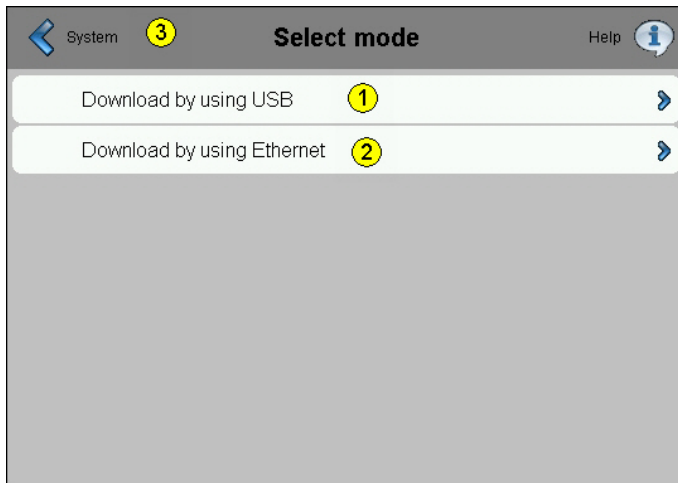 System 3 Select mode Help
Download by using USB 1
Download by using Ethernet 2